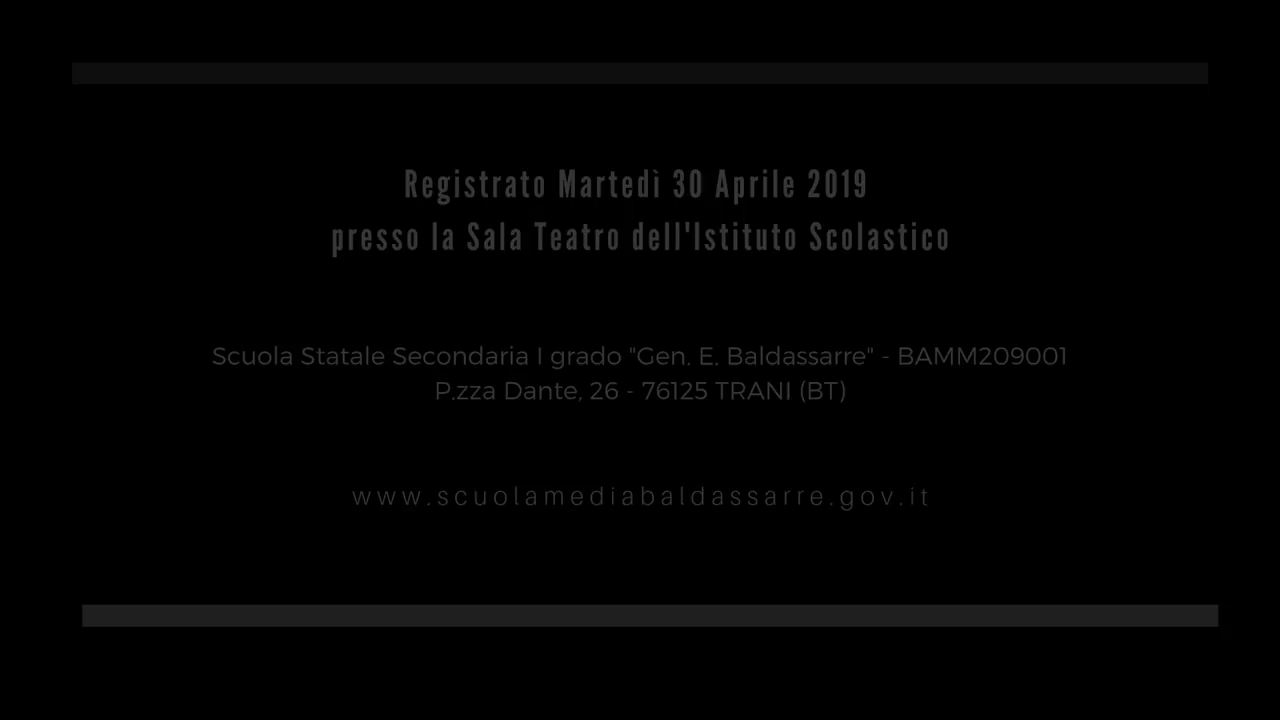 Registrato Martedì 30 Aprile 2019
presso la Sala Teatro dell'Istituto Scolastico
Scuola Statale Secondaria I grado "Gen. E. Baldassarre" - BAMM209001
P.zza Dante, 26 - 76125 TRANI (BT)
www.scuolamediabaldassarre.gov.it